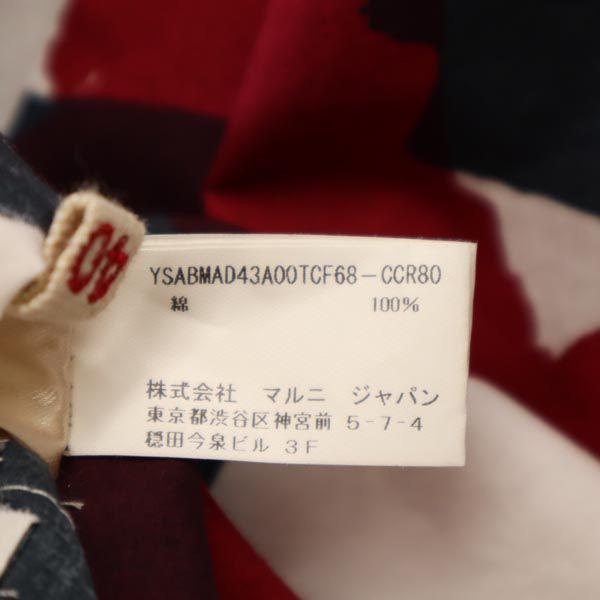 40
YSABMAD43A00TCF68-CCR80
綿 100%
株式会社 マルニ ジャパン
東京都渋谷区神宮前 5-7-4
穏田今泉ビル 3F